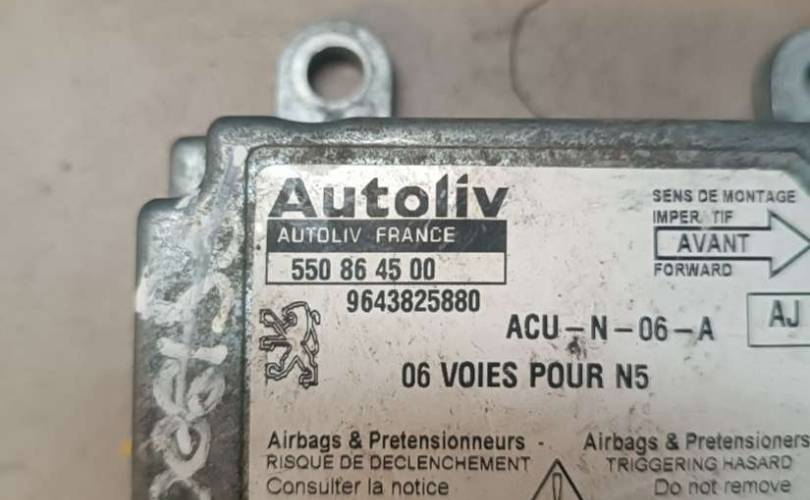 Autoliv
AUTOLIV FRANCE
550 86 45 00
9643825880
SENS DE MONTAGE
IMPER TIF
AVANT
FORWARD
ACU-N-06-A
AJ
06 VOIES POUR N5
Airbags & Pretensionneurs -
RISQUE DE DECLENCHEMENT
Consulter la notice
Airbags & Pretensioners
TRIGGERING HASARD
Do not remove